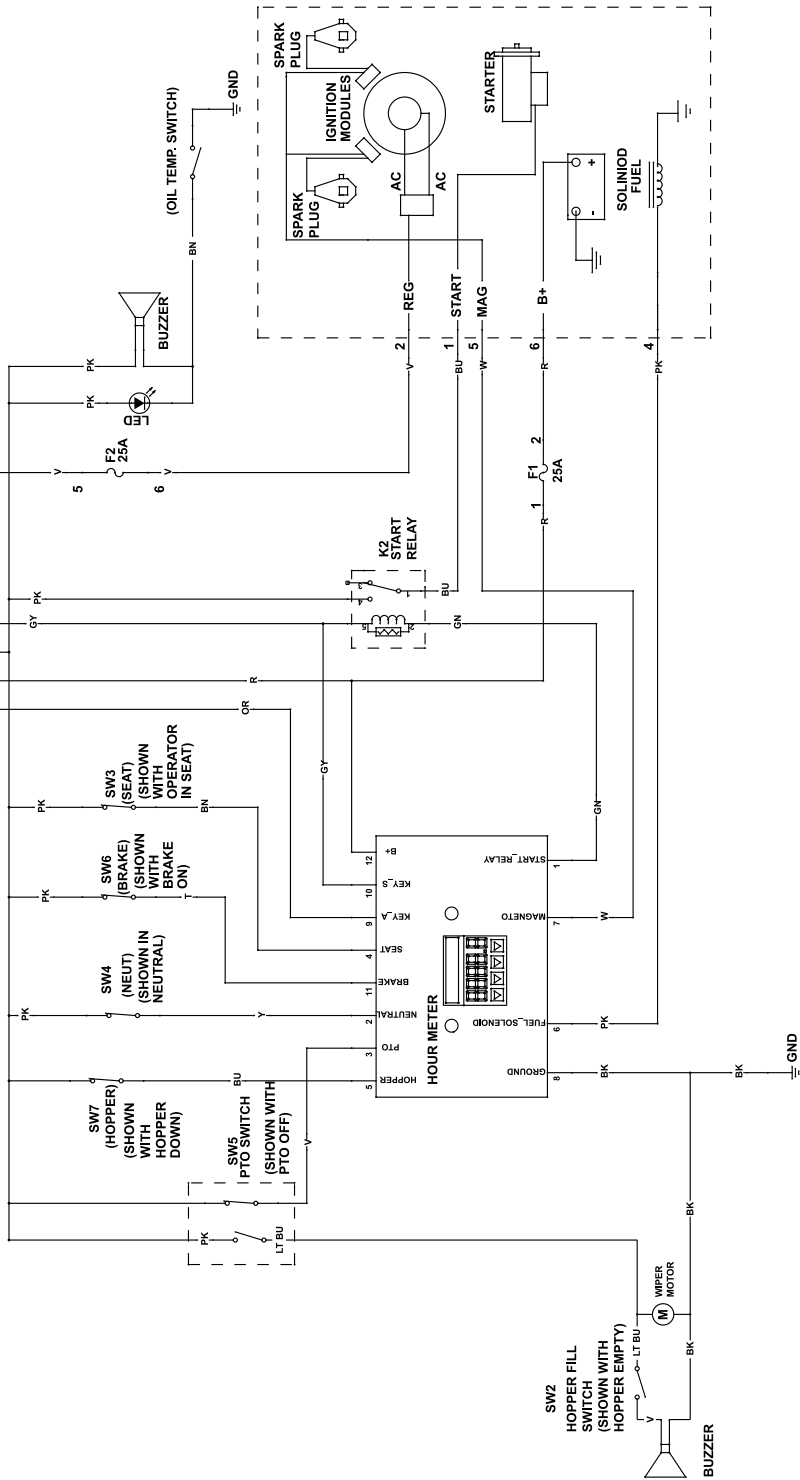 SPARK
PLUG
SPARK
PLUG
IGNITION
MODULES
AC
AC
STARTER
SOLINIOD
FUEL
+
-
REG
START
MAG
B+
2
1
5
6
4
V
BU
W
R
PK
(OIL TEMP. SWITCH)
GND
BN
BUZZER
PK
LED
PK
F2
25A
V
5
6
V
F1
25A
1
2
R
K2
START
RELAY
3
4
1
5
2
PK
BU
GY
GN
R
OR
GY
GN
SW3
(SEAT)
(SHOWN
WITH
OPERATOR
IN SEAT)
PK
BN
SW6
(BRAKE)
(SHOWN
WITH
BRAKE
ON)
PK
T
SW4
(NEUT)
(SHOWN IN
NEUTRAL)
PK
Y
SW7
(HOPPER)
(SHOWN
WITH
HOPPER
DOWN)
BU
SW5
PTO SWITCH
(SHOWN WITH
PTO OFF)
PK
LT BU
V
HOUR METER
12
B+
10
KEY_S
9
KEY_A
4
SEAT
11
BRAKE
2
NEUTRAL
3
PTO
5
HOPPER
START_RELAY
1
MAGNETO
7
FUEL_SOLENOID
6
GROUND
8
W
PK
BK
BK
GND
BK
BK
M
WIPER
MOTOR
LT BU
V
SW2
HOPPER FILL
SWITCH
(SHOWN WITH
HOPPER EMPTY)
BUZZER